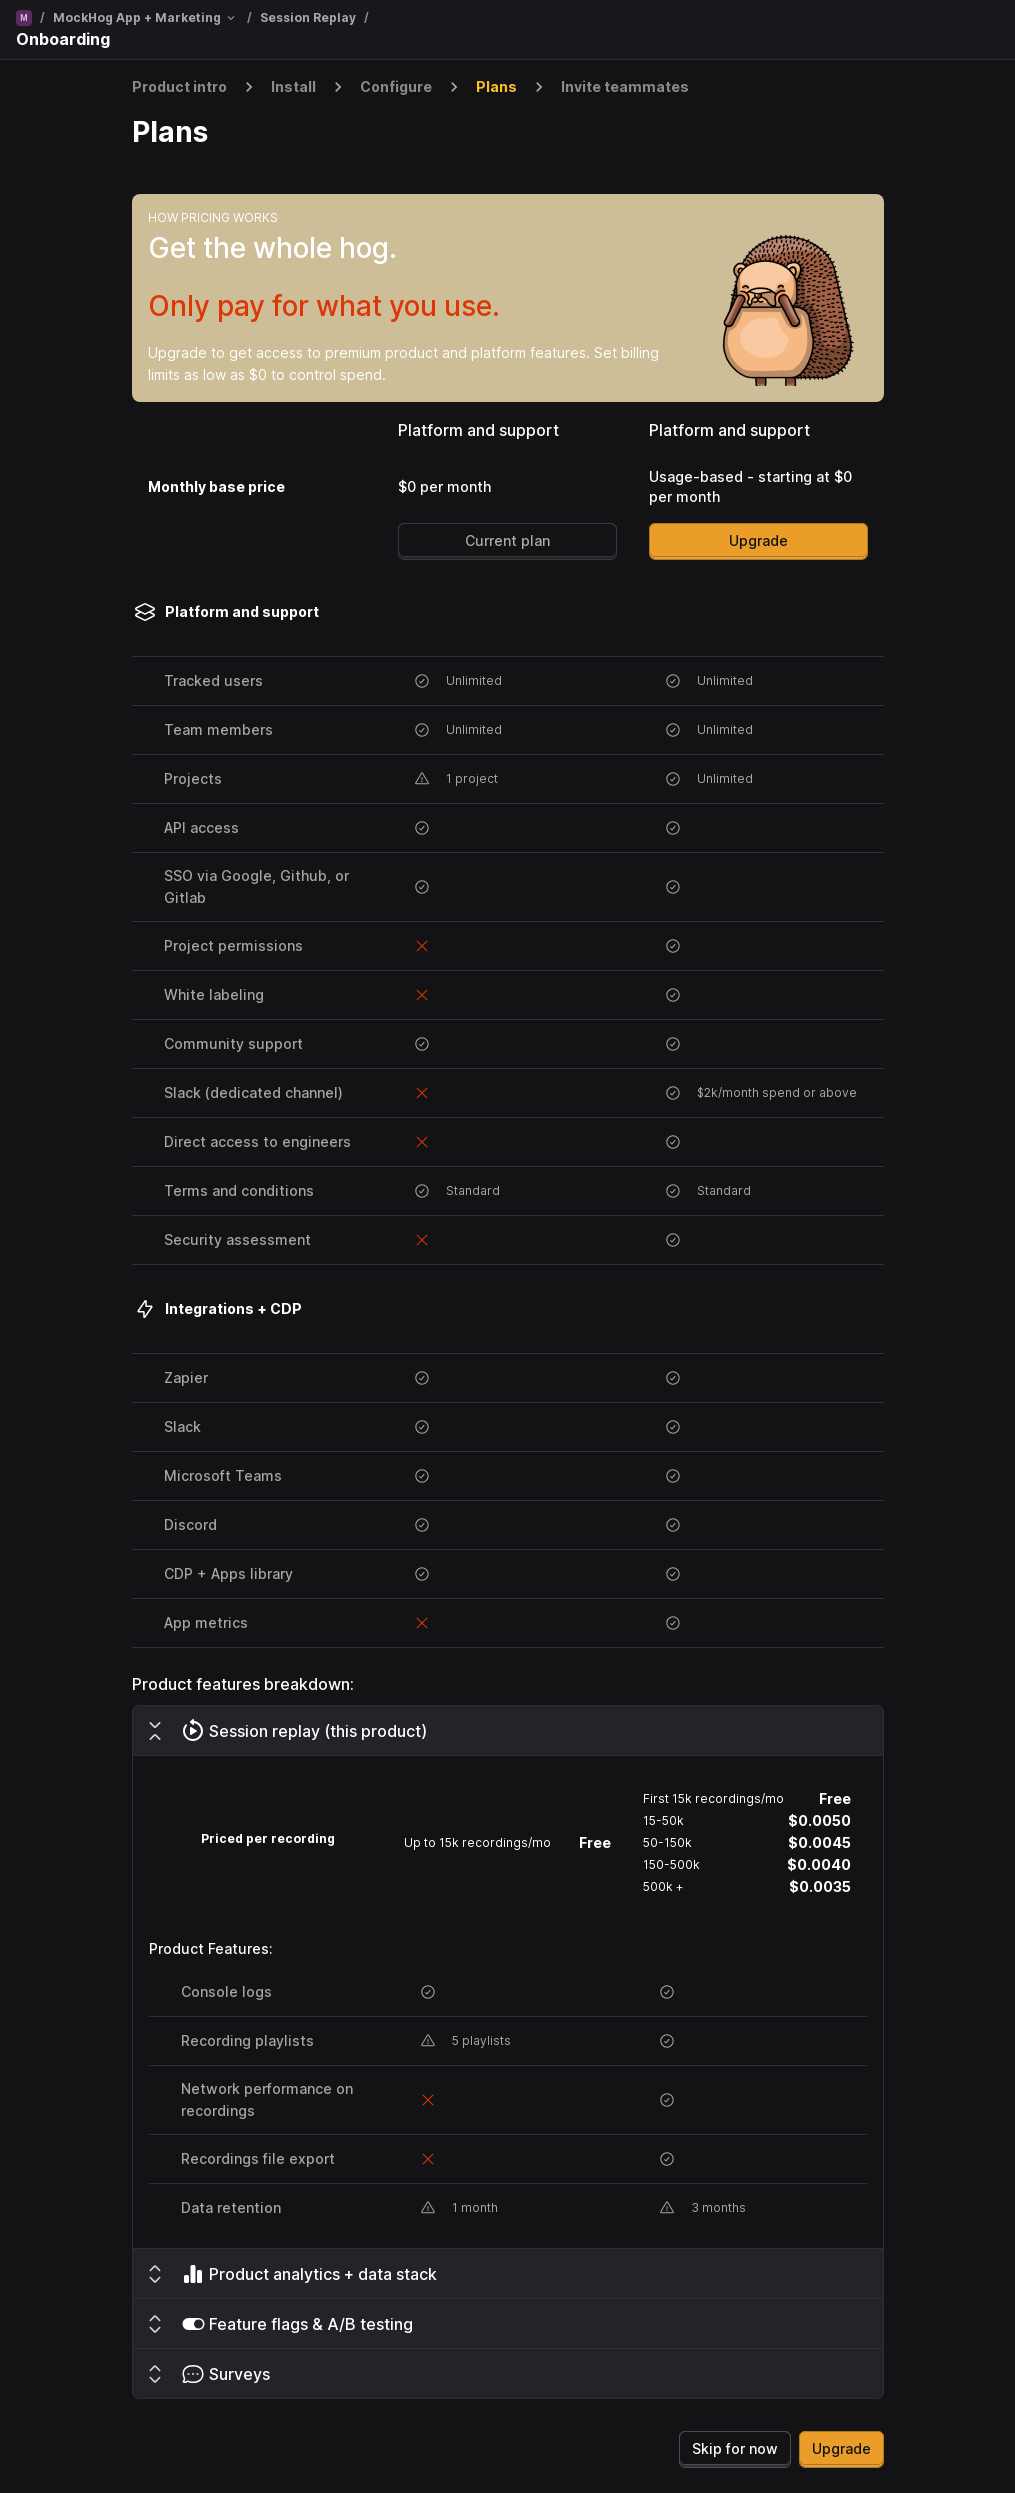 M / MockHog App + Marketing / Session Replay /
Onboarding
Product intro Install Configure Plans Invite teammates
Plans
HOW PRICING WORKS
Get the whole hog.
Only pay for what you use.
Upgrade to get access to premium product and platform features. Set billing
limits as low as $0 to control spend.
Platform and support Platform and support
Monthly base price $0 per month Usage-based - starting at $0
per month
Current plan Upgrade
Platform and support
Tracked users Unlimited Unlimited
Team members Unlimited Unlimited
Projects 1 project Unlimited
API access
SSO via Google, Github, or
Gitlab
Project permissions
White labeling
Community support
Slack (dedicated channel) $2k/month spend or above
Direct access to engineers
Terms and conditions Standard Standard
Security assessment
Integrations + CDP
Zapier
Slack
Microsoft Teams
Discord
CDP + Apps library
App metrics
Product features breakdown:
Session replay (this product)
First 15k recordings/mo Free
15-50k $0.0050
Priced per recording Up to 15k recordings/mo Free 50-150k $0.0045
150-500k $0.0040
500k + $0.0035
Product Features:
Console logs
Recording playlists 5 playlists
Network performance on
recordings
Recordings file export
Data retention 1 month 3 months
Product analytics + data stack
Feature flags & A/B testing
Surveys
Skip for now Upgrade